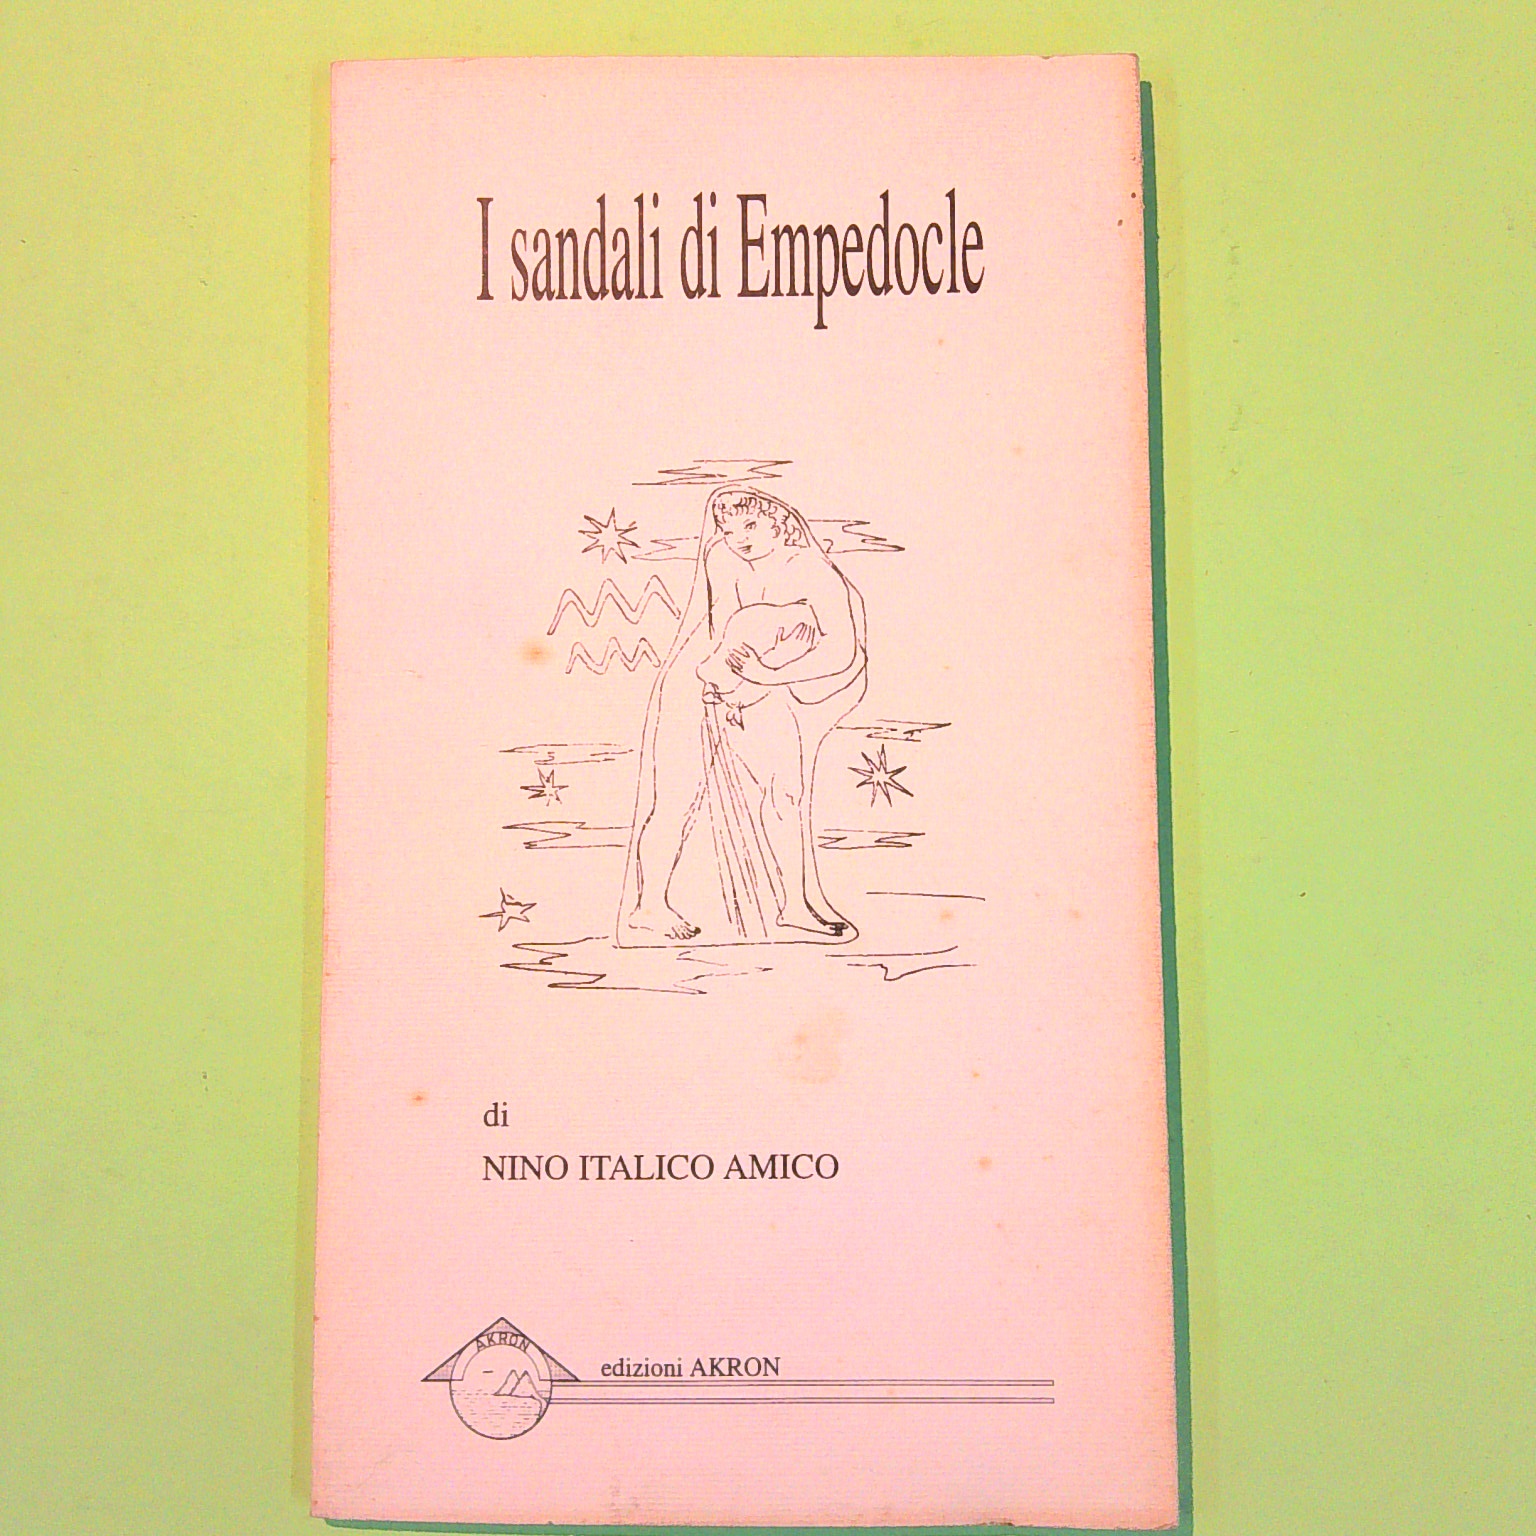 I sandali di Empedocle
di
NINO ITALICO AMICO
AKRON
edizioni AKRON